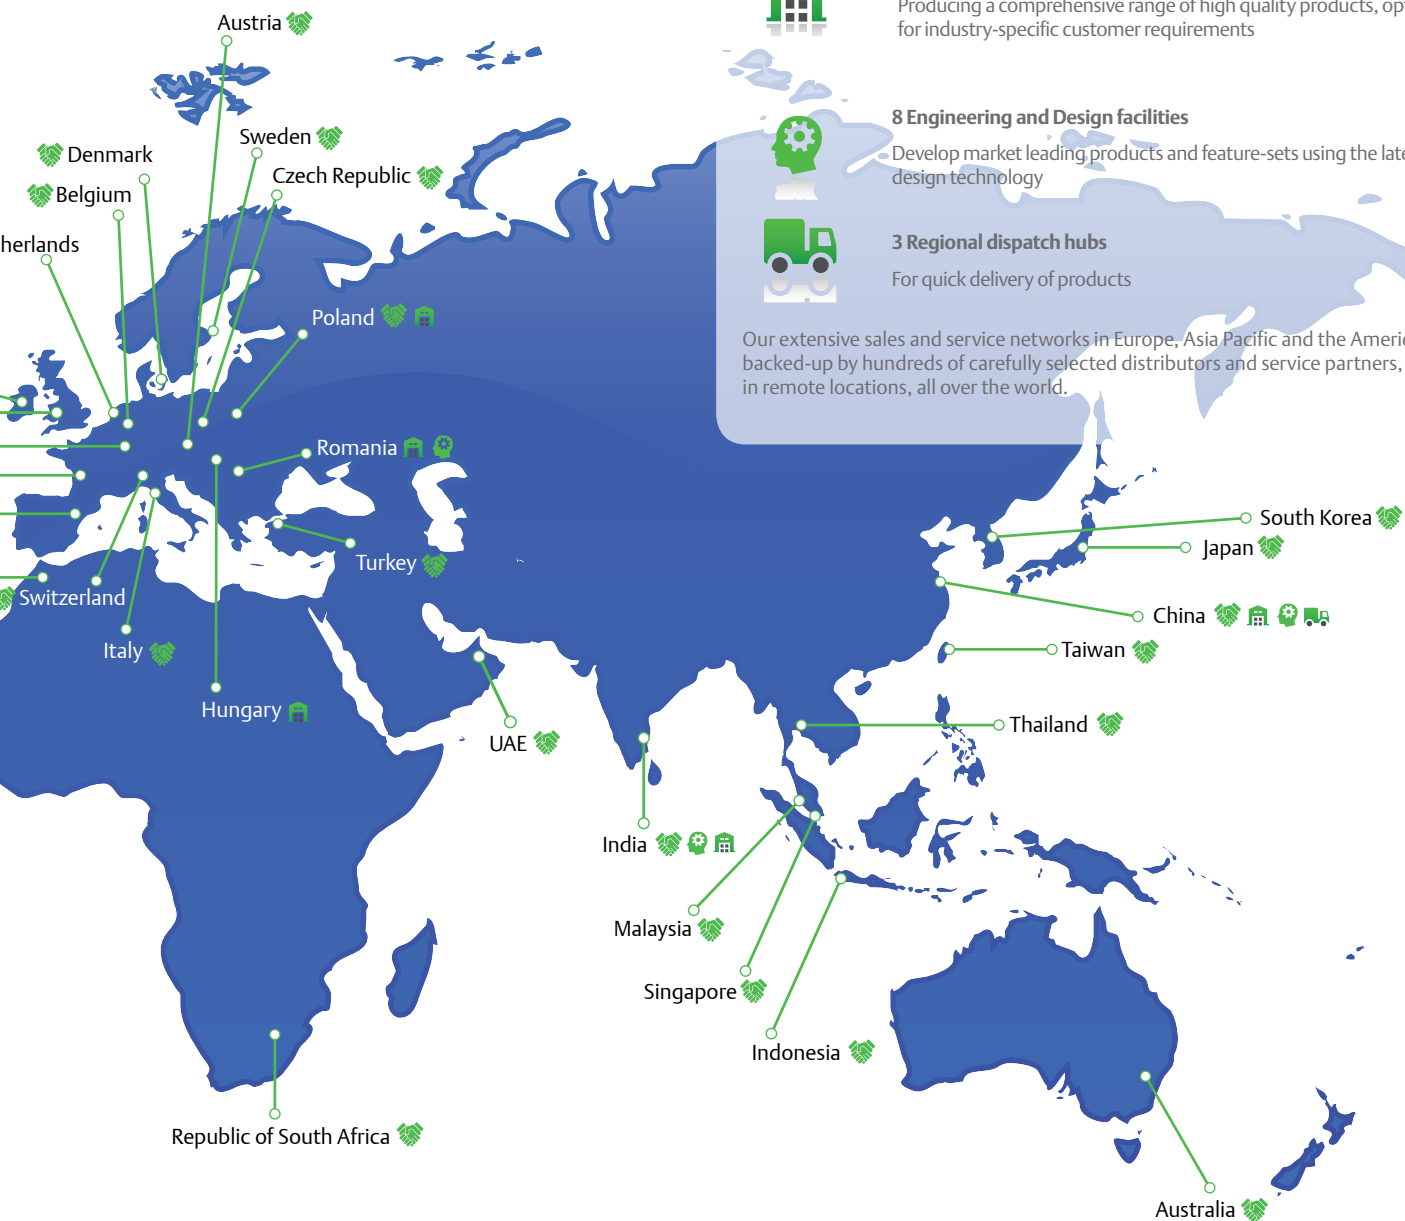 Producing a comprehensive range of high quality products,
for industry-specific customer requirements
8 Engineering and Design facilities
Develop market leading products and feature-sets using the
design technology
3 Regional dispatch hubs
For quick delivery of products
Our extensive sales and service networks in Europe, Asia Pacific and the
backed-up by hundreds of carefully selected distributors and service partners,
in remote locations, all over the world.
Austria
Sweden
Denmark
Czech Republic
Belgium
herlands
Poland
Romania
Turkey
Switzerland
Italy
Hungary
UAE
South Korea
Japan
China
Taiwan
Thailand
India
Malaysia
Singapore
Indonesia
Republic of South Africa
Australia